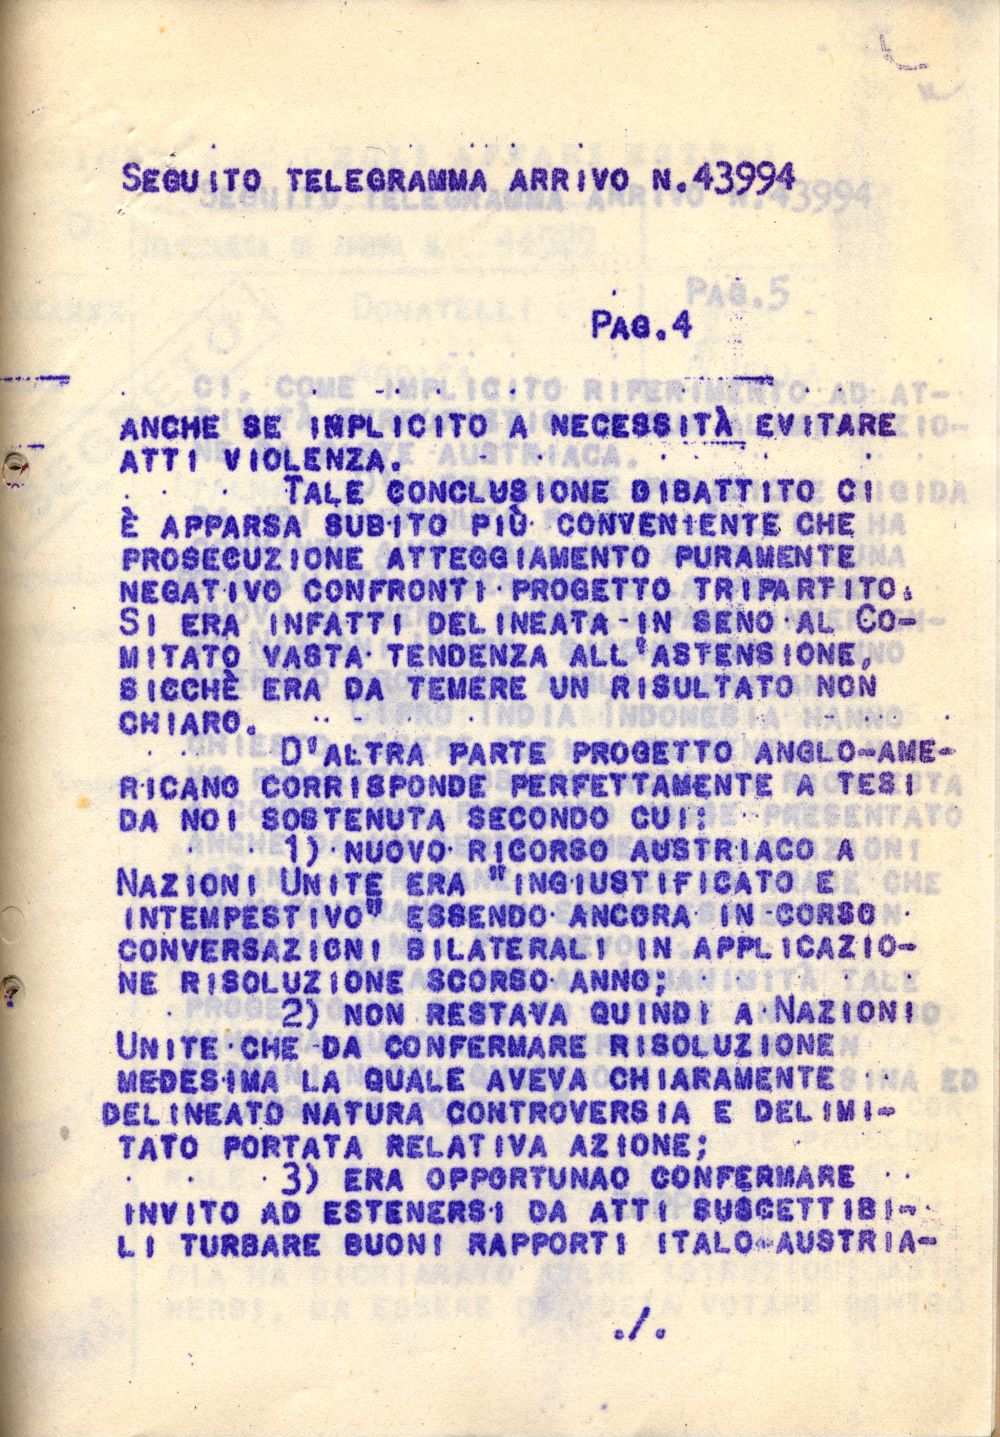 SEGUITO TELEGRAMMA ARRIVO N.43994
PAG.4
ANCHE SE IMPLICITO A NECESSITÀ EVITARE
ATTI VIOLENZA.
TALE CONCLUSIONE DIBATTITO CI
È APPARSA SUBITO PIÙ CONVENIENTE CHE
PROSECUZIONE ATTEGGIAMENTO PURAMENTE
NEGATIVO CONFRONTI PROGETTO TRIPARTITO.
SI ERA INFATTI DELINEATA IN SENO AL CO-
MITATO VASTA TENDENZA ALL'ASTENSIONE,
SICCHÈ ERA DA TEMERE UN RISULTATO NON
CHIARO.
D'ALTRA PARTE PROGETTO ANGLO-AME-
RICANO CORRISPONDE PERFETTAMENTE A TESI
DA NOI SOSTENUTA SECONDO CUI:
1) NUOVO RICORSO AUSTRIACO A
NAZIONI UNITE ERA "INGIUSTIFICATO E
INTEMPESTIVO" ESSENDO ANCORA IN CORSO
CONVERSAZIONI BILATERALI IN APPLICAZIO-
NE RISOLUZIONE SCORSO ANNO;
2) NON RESTAVA QUINDI A NAZIONI
UNITE CHE DA CONFERMARE RISOLUZIONE
MEDESIMA LA QUALE AVEVA CHIARAMENTE
DELINEATO NATURA CONTROVERSIA E DELIMI-
TATO PORTATA RELATIVA AZIONE;
3) ERA OPPORTUNAO CONFERMARE
INVITO AD ESTENERSI DA ATTI SUSCETTIBI-
LI TURBARE BUONI RAPPORTI ITALO-AUSTRIA-
./.